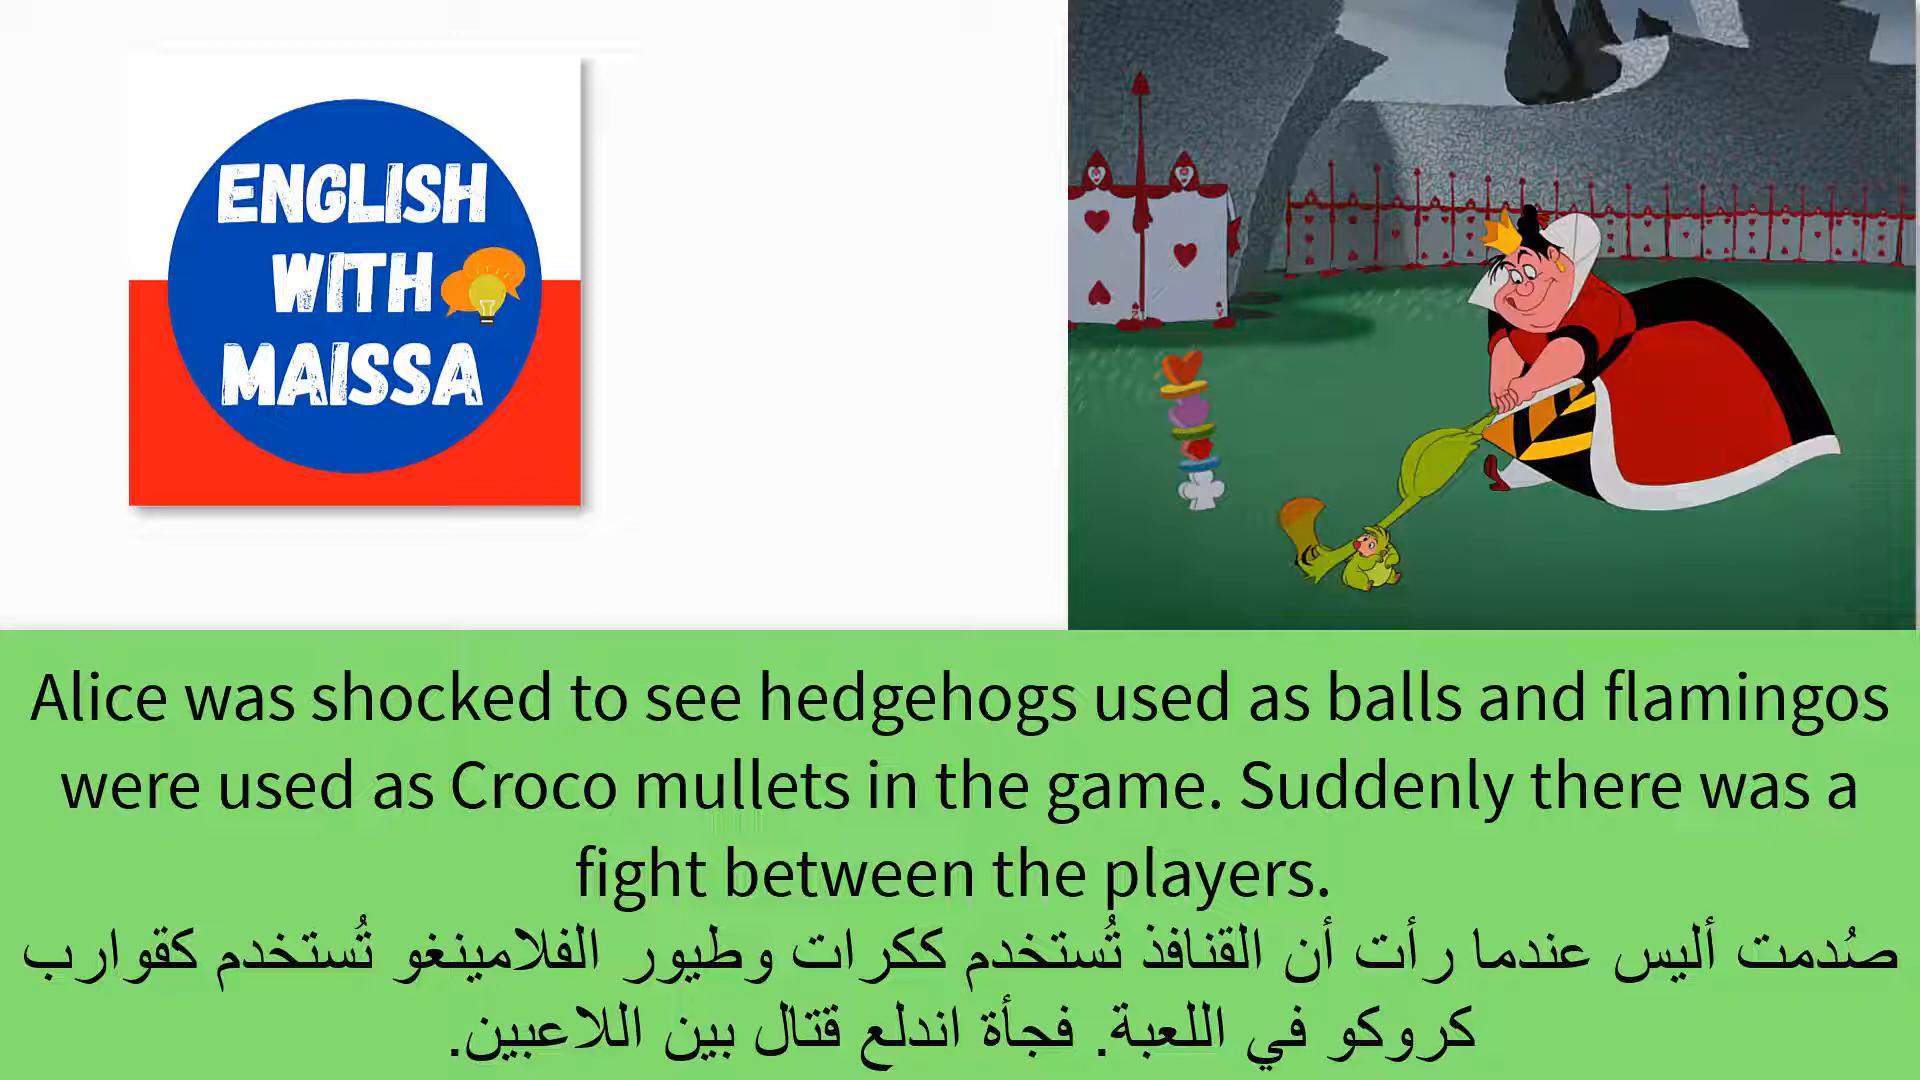 ENGLISH
WITH
MAISSA
Alice was shocked to see hedgehogs used as balls and flamingos
were used as Croco mullets in the game. Suddenly there was a
fight between the players.
صُدمت أليس عندما رأت أن القنافذ تُستخدم ككرات وطيور الفلامينغو تُستخدم كقوارب
كروكو في اللعبة. فجأة اندلع قتال بين اللاعبين.